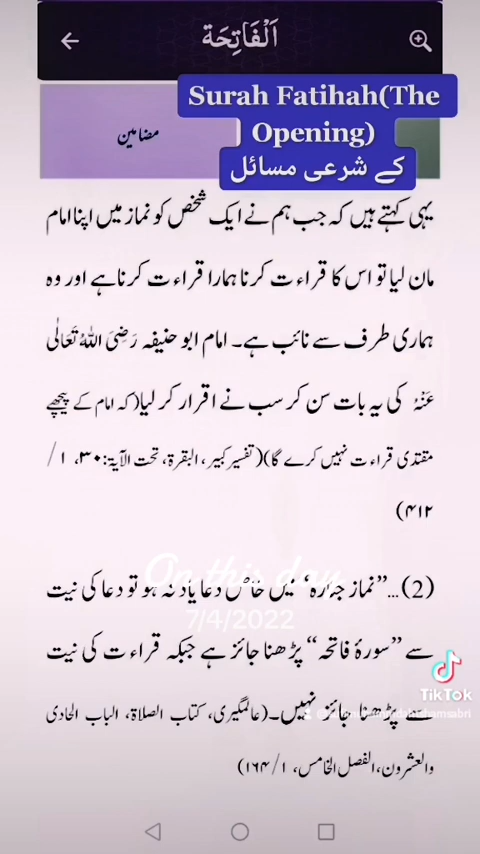 اَلْفَاتِحَة
Surah Fatihah(The
Opening)
کے شرعی مسائل
مضامین
یہی کہتے ہیں کہ جب ہم نے ایک شخص کو نماز میں اپنا امام
مان لیا تو اس کا قراءت کرنا ہمارا قراءت کرنا ہے اور وہ
ہماری طرف سے نائب ہے۔ امام ابو حنیفہ رَضِیَ اللّٰہُ تَعَالٰی
عَنْہُ کی یہ بات سن کر سب نے اقرار کر لیا(کہ امام کے پیچھے
مقتدی قراءت نہیں کرے گا)(تفسیر کبیر، البقرۃ، تحت الآیۃ:۳۰، ۱/
۴۱۲)
(2)…’’نماز جنازہ‘‘ میں خاص دعا یاد نہ ہو تو دعا کی نیت
On this day
7/4/2022
سے ’’سورۂ فاتحہ‘‘ پڑھنا جائز ہے جبکہ قراءت کی نیت
TikTok
سے پڑھنا جائز نہیں۔(عالمگیری، کتاب الصلاۃ، الباب الحادی
والعشرون، الفصل الخامس، ۱/۱۶۴)